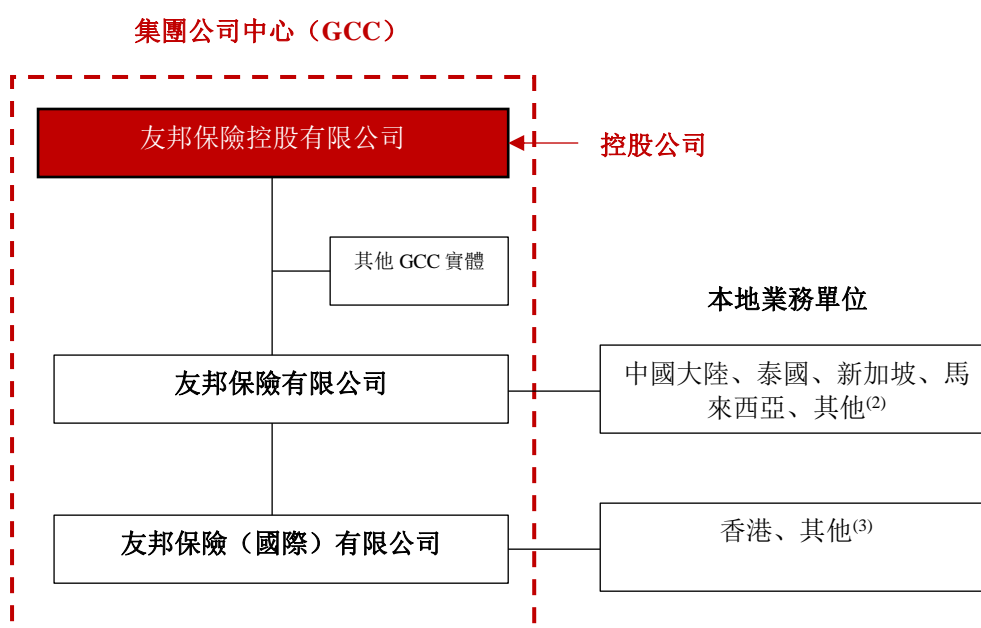 集團公司中心（GCC）
友邦保險控股有限公司
控股公司
其他 GCC 實體
本地業務單位
友邦保險有限公司
中國大陸、泰國、新加坡、馬
來西亞、其他(2)
友邦保險（國際）有限公司
香港、其他(3)